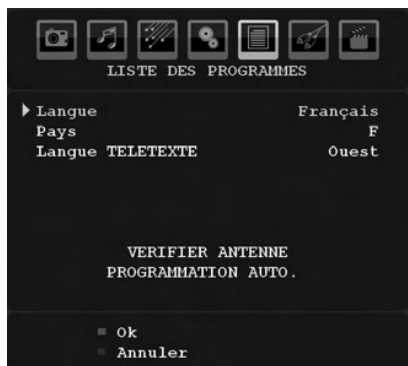 LISTE DES PROGRAMMES
Langue Français
Pays F
Langue TELETEXTE Ouest
VERIFIER ANTENNE
PROGRAMMATION AUTO.
Ok
Annuler